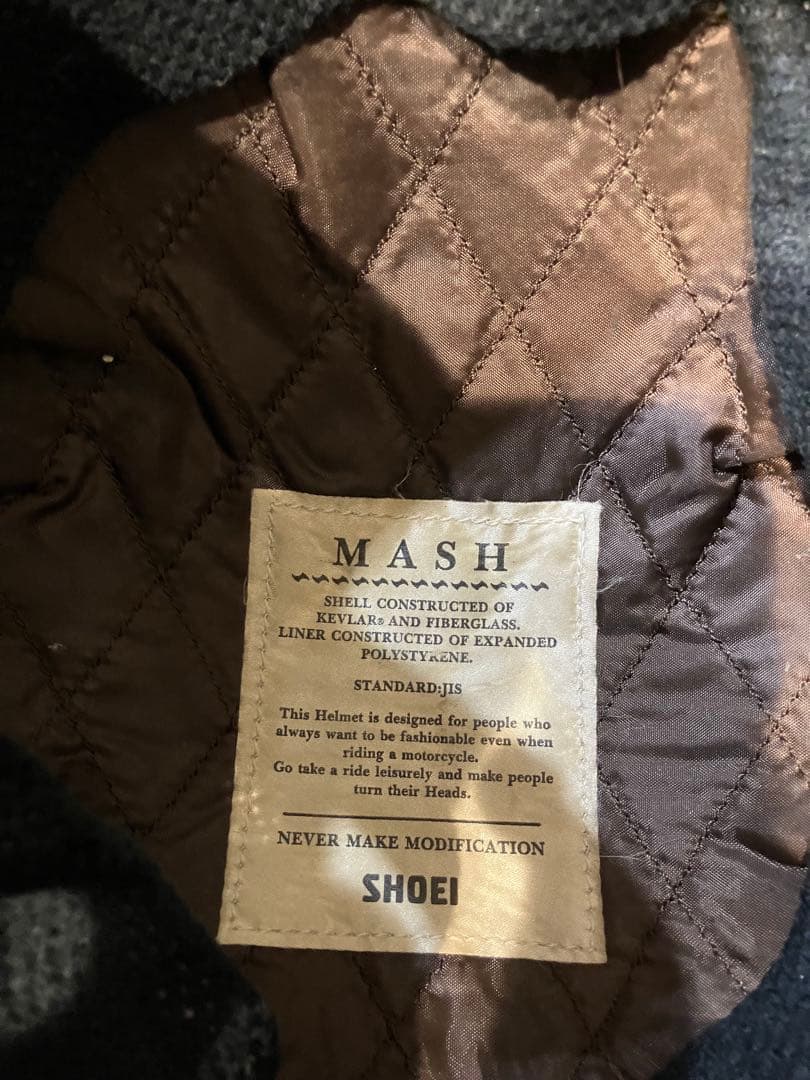 MASH
SHELL CONSTRUCTED OF
KEVLAR® AND FIBERGLASS.
LINER CONSTRUCTED OF EXPANDED
POLYSTYRENE.
STANDARD:JIS
This Helmet is designed for people who
always want to be fashionable even when
riding a motorcycle.
Go take a ride leisurely and make people
turn their Heads.
NEVER MAKE MODIFICATION
SHOEI